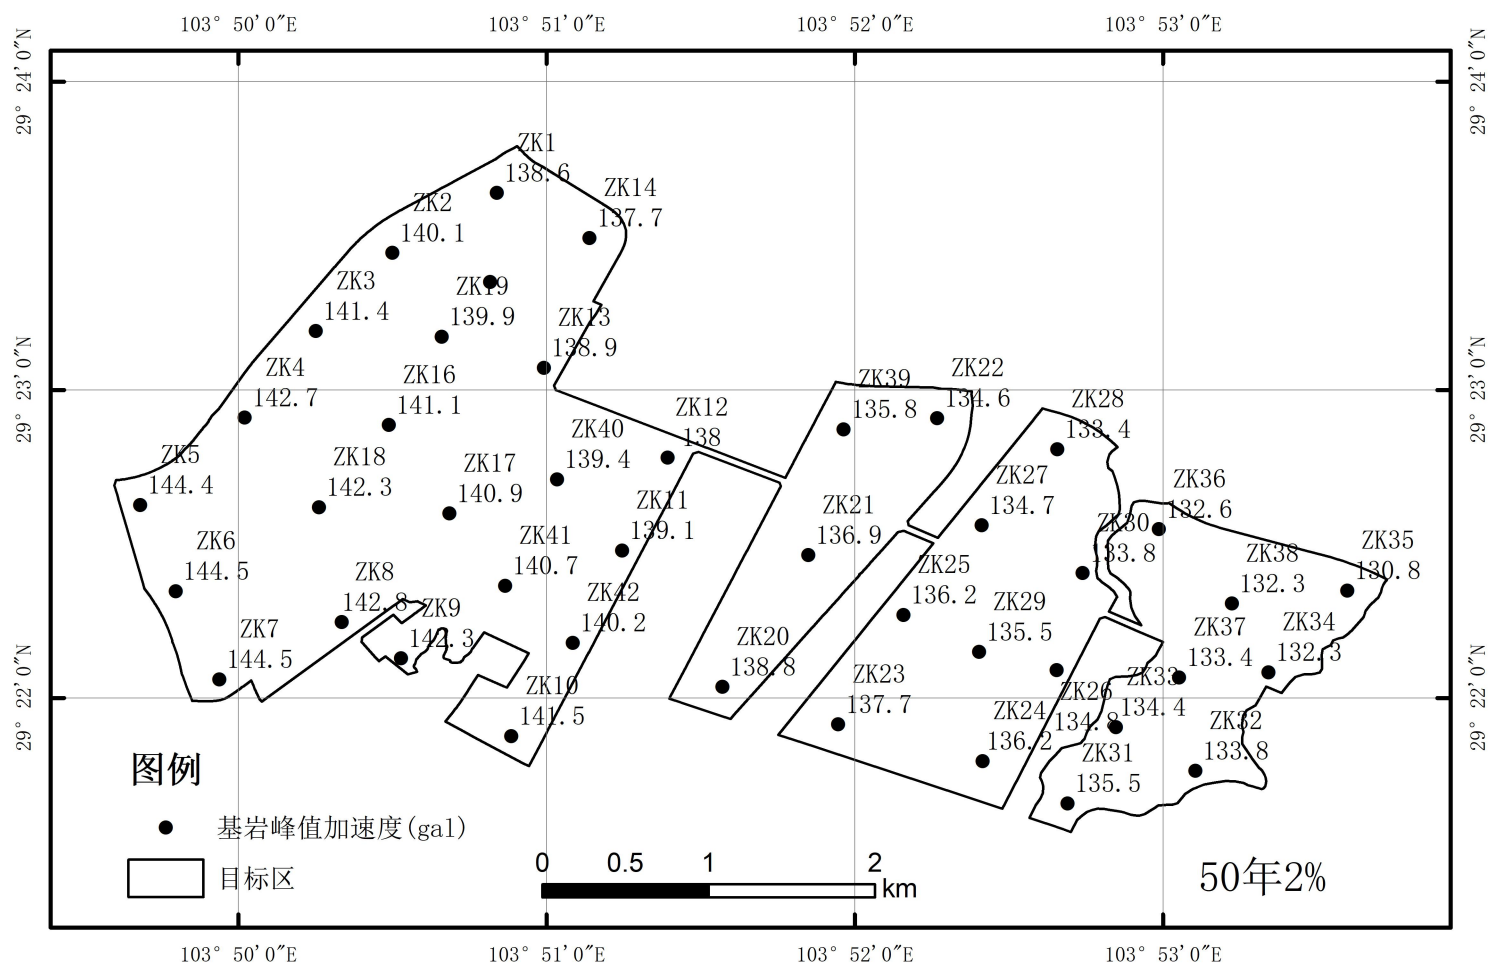 103° 50′0″E
103° 51′0″E
103° 52′0″E
103° 53′0″E
29° 24′0″N
29° 24′0″N
ZK1
138.6
ZK14
137.7
ZK2
140.1
ZK3
141.4
ZK19
139.9
ZK13
138.9
29° 23′0″N
29° 23′0″N
ZK4
142.7
ZK16
141.1
ZK39
135.8
ZK22
134.6
ZK12
138
ZK28
133.4
ZK40
139.4
ZK5
144.4
ZK18
142.3
ZK17
140.9
ZK27
134.7
ZK36
132.6
ZK11
139.1
ZK21
136.9
ZK30
133.8
ZK6
144.5
ZK41
140.7
ZK38
132.3
ZK35
130.8
ZK8
142.8
ZK25
136.2
ZK42
140.2
ZK9
142.3
ZK29
135.5
ZK37
133.4
ZK34
132.3
ZK7
144.5
ZK20
138.8
29° 22′0″N
29° 22′0″N
ZK23
137.7
ZK33
134.4
ZK10
141.5
ZK26
134.8
ZK24
136.2
ZK32
133.8
ZK31
135.5
图例
基岩峰值加速度(gal)
目标区
0 0.5 1 2
km
50年2%
103° 50′0″E
103° 51′0″E
103° 52′0″E
103° 53′0″E